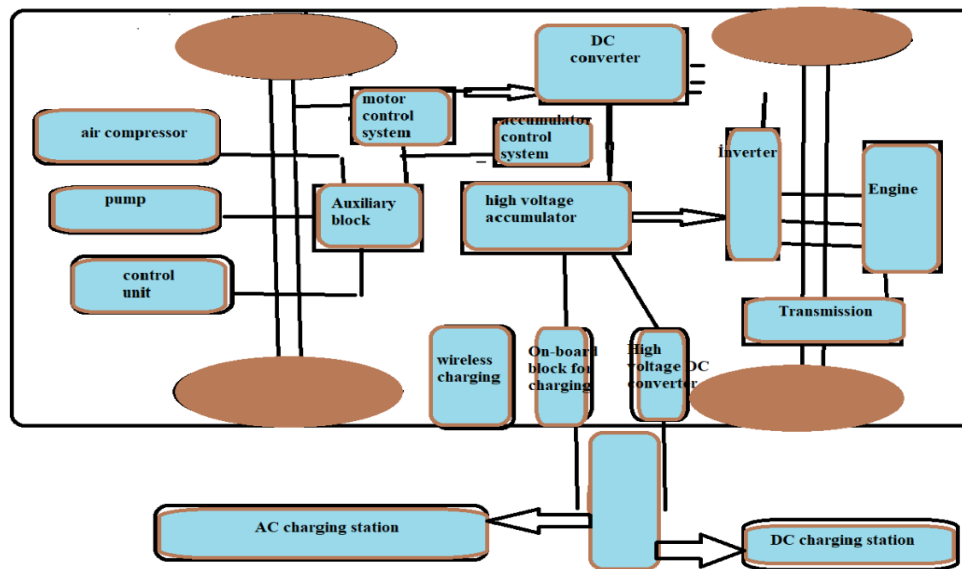 DC
converter
motor
control
system
accumulator
control
system
air compressor
İnverter
Engine
pump
Auxiliary
block
high voltage
accumulator
control
unit
Transmission
wireless
charging
On-board
block for
charging
High
voltage DC
converter
AC charging station
DC charging station